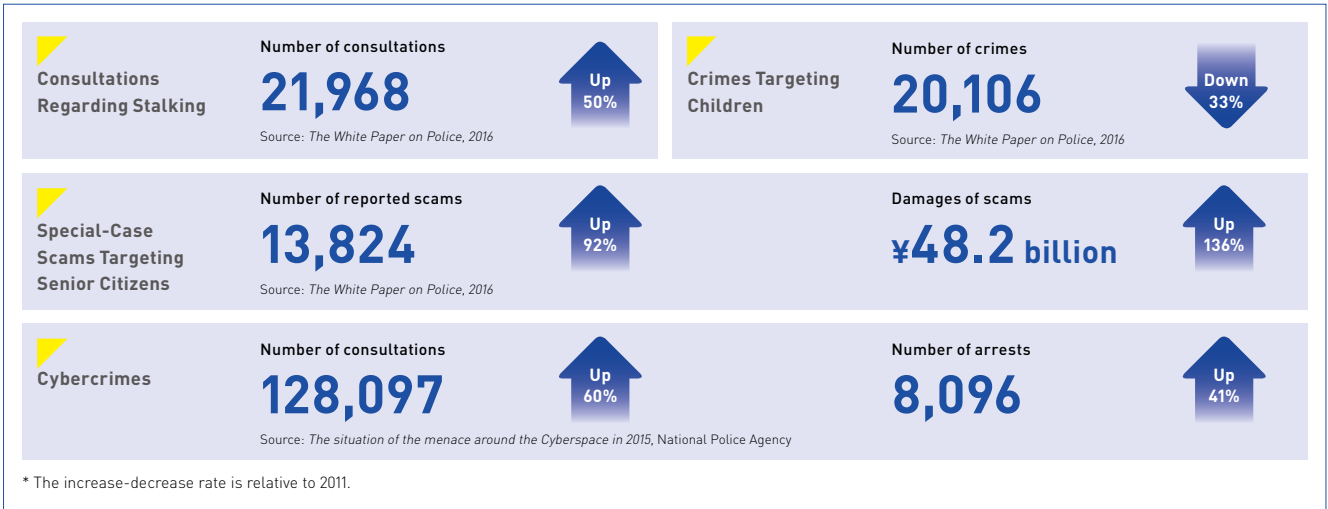 Consultations
Regarding Stalking
Number of consultations
21,968
Source: The White Paper on Police, 2016
Up
50%
Crimes Targeting
Children
Number of crimes
20,106
Source: The White Paper on Police, 2016
Down
33%
Special-Case
Scams Targeting
Senior Citizens
Number of reported scams
13,824
Source: The White Paper on Police, 2016
Up
92%
Damages of scams
¥48.2 billion
Up
136%
Cybercrimes
Number of consultations
128,097
Source: The situation of the menace around the Cyberspace in 2015, National Police Agency
Up
60%
Number of arrests
8,096
Up
41%
* The increase-decrease rate is relative to 2011.